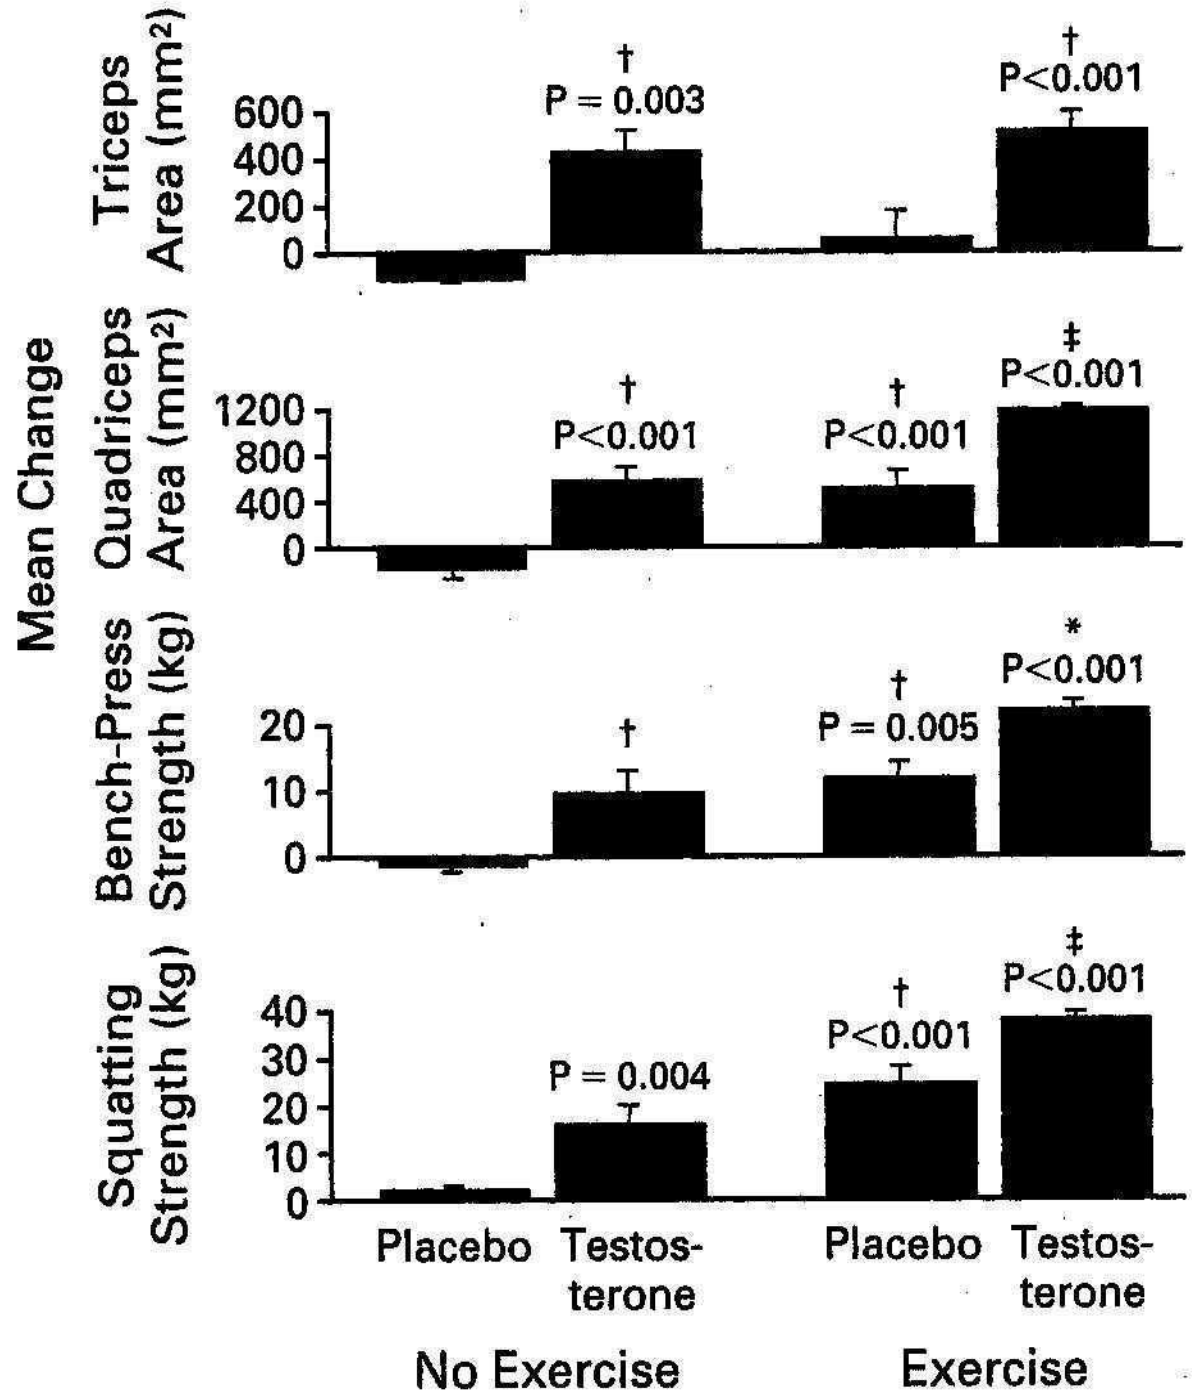 Mean Change
Triceps
Area (mm²)
600
400
200
0
†
P = 0.003
†
P<0.001
Quadriceps
Area (mm²)
1200
800
400
0
†
P<0.001
†
P<0.001
‡
P<0.001
Bench-Press
Strength (kg)
20
10
0
†
†
P = 0.005
*
P<0.001
Squatting
Strength (kg)
40
30
20
10
0
P = 0.004
†
P<0.001
‡
P<0.001
Placebo
Testos-
terone
Placebo
Testos-
terone
No Exercise
Exercise